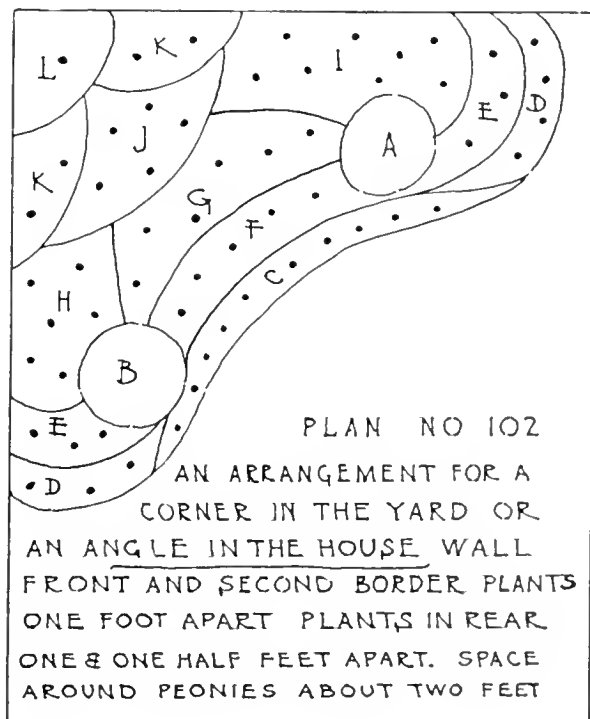 K
L
I
J
E
D
A
K
G
F
C
H
B
E
D
PLAN NO 102
AN ARRANGEMENT FOR A
CORNER IN THE YARD OR
AN ANGLE IN THE HOUSE WALL
FRONT AND SECOND BORDER PLANTS
ONE FOOT APART PLANTS IN REAR
ONE & ONE HALF FEET APART. SPACE
AROUND PEONIES ABOUT TWO FEET